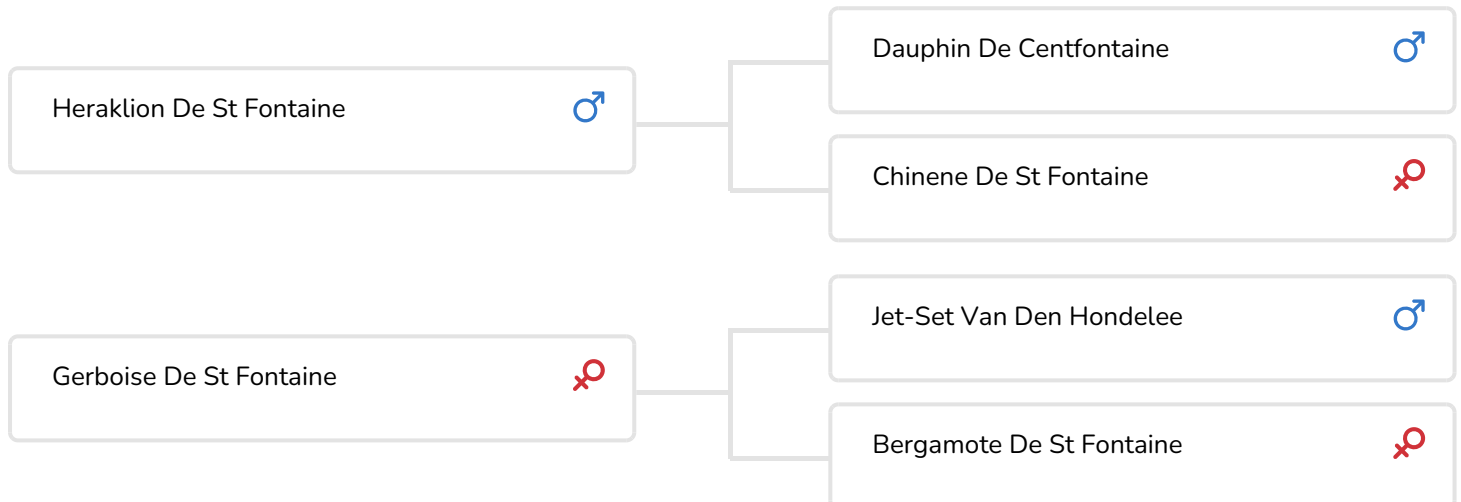 Dauphin De Centfontaine
Heraklion De St Fontaine
Chinene De St Fontaine
Jet-Set Van Den Hondelee
Gerboise De St Fontaine
Bergamote De St Fontaine